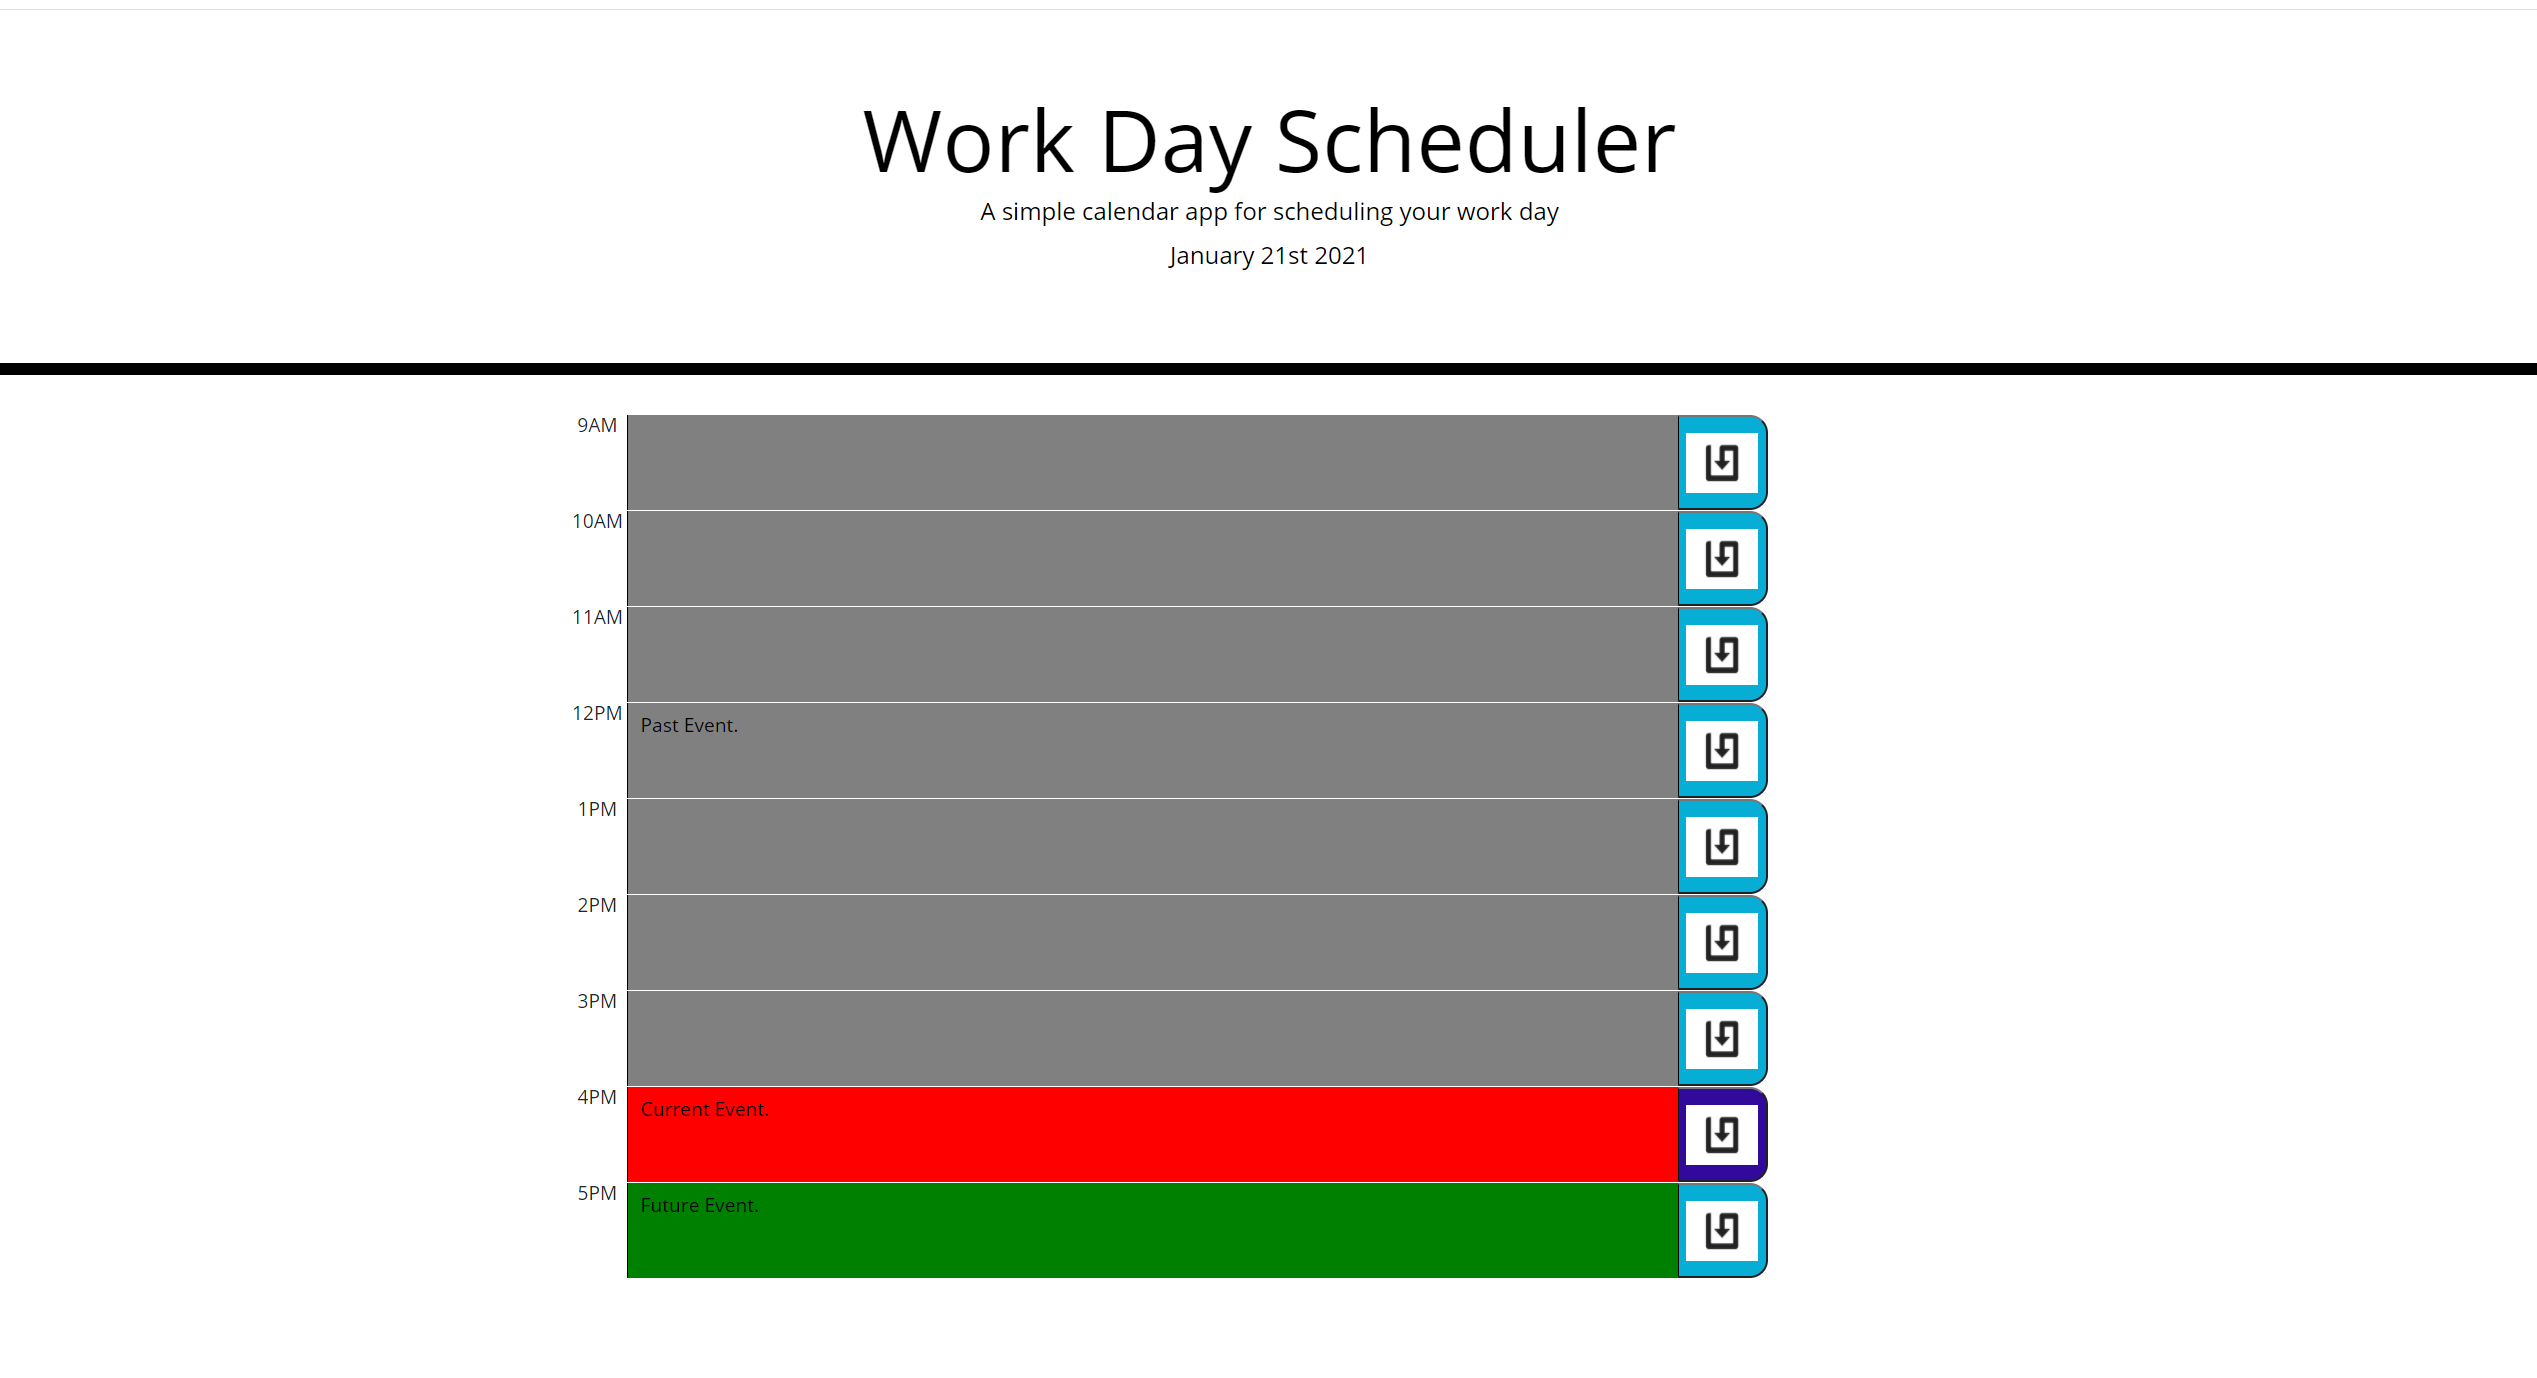 Work Day Scheduler
A simple calendar app for scheduling your work day
January 21st 2021
9AM
10AM
11AM
12PM Past Event.
1PM
2PM
3PM
4PM Current Event.
5PM Future Event.